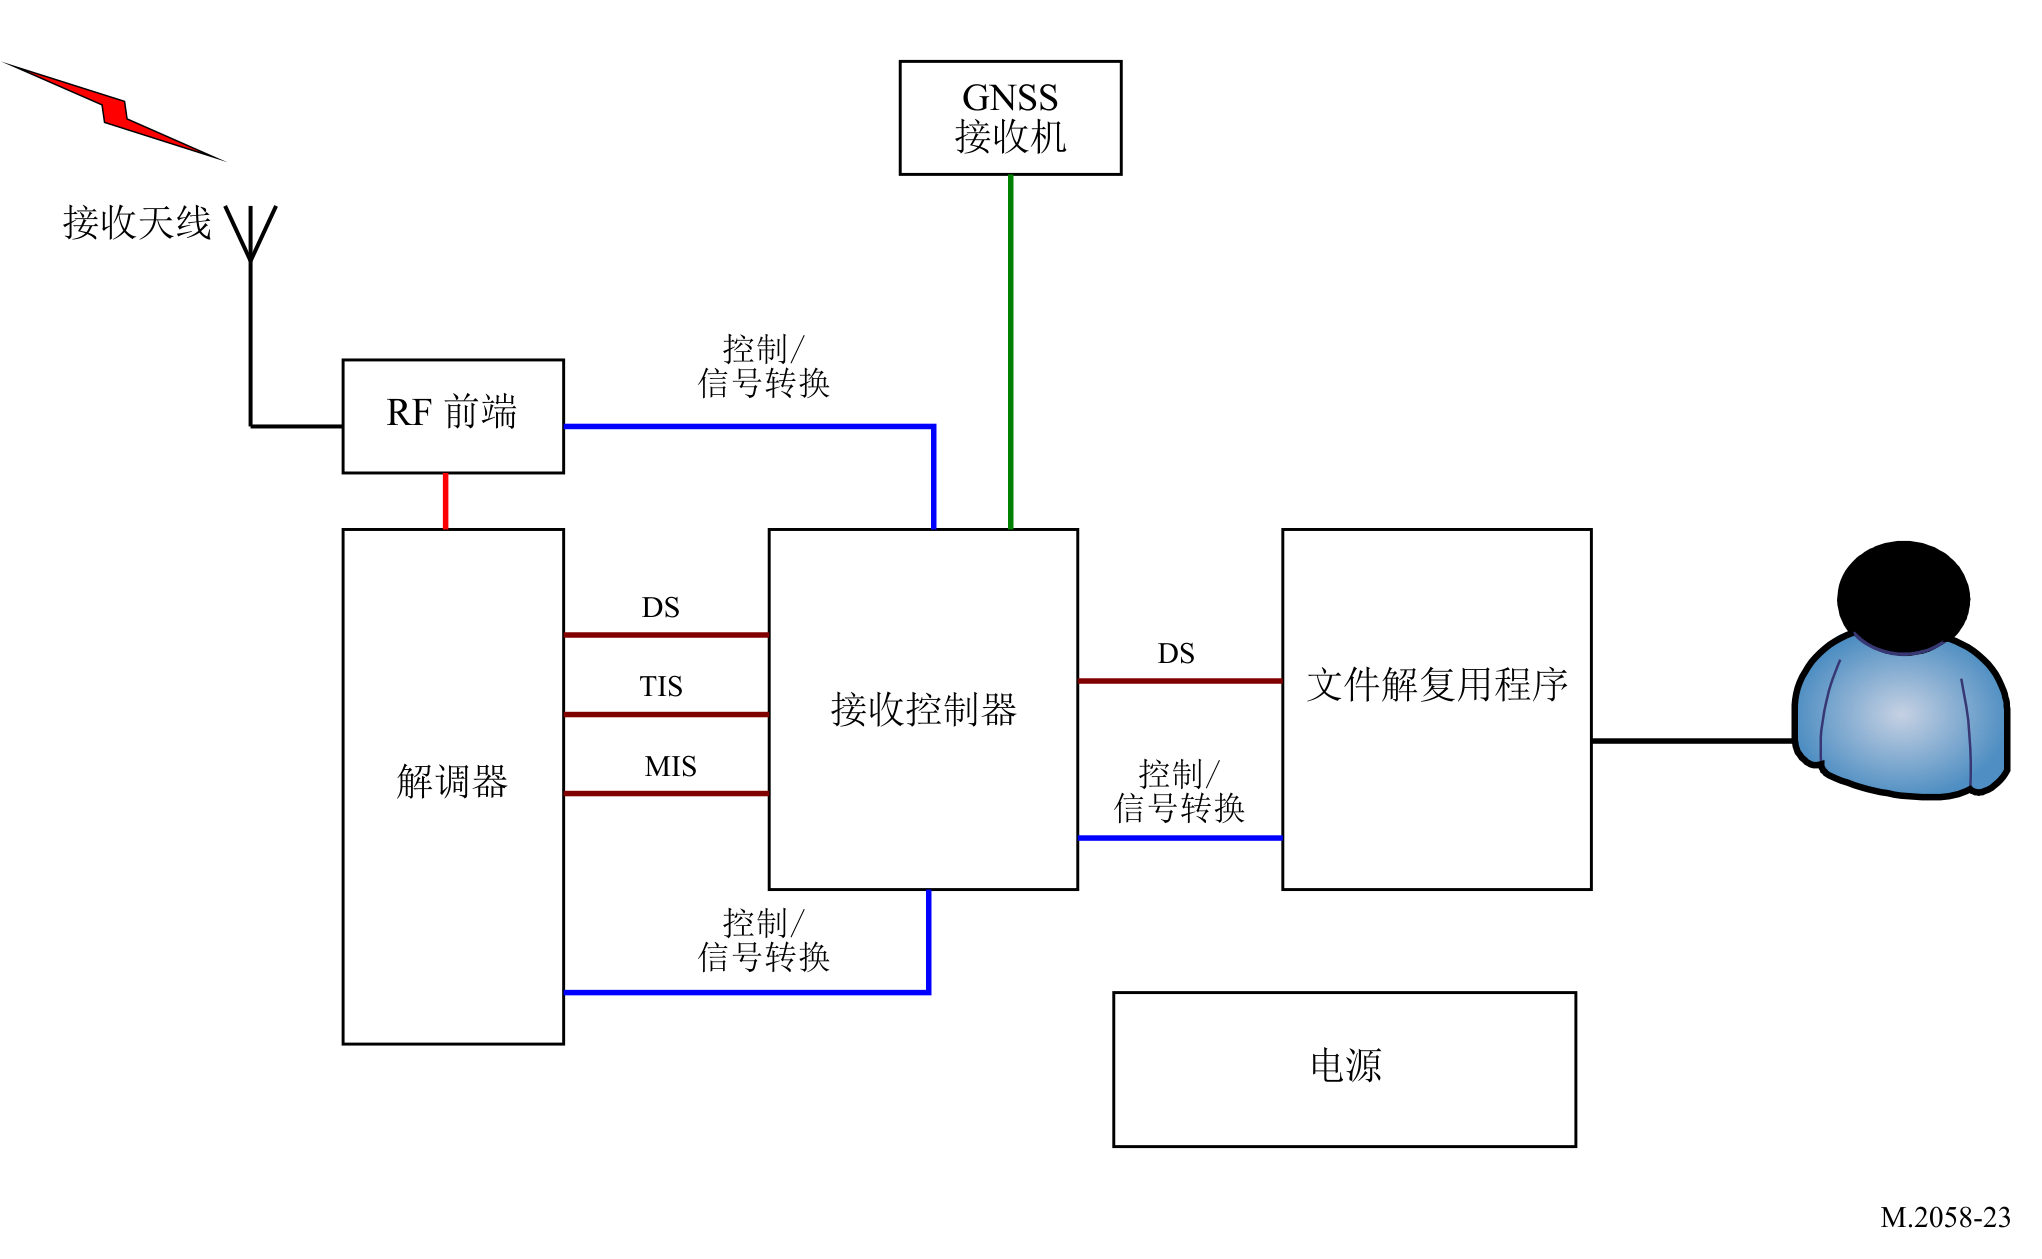 GNSS
接收机
接收天线
控制/
信号转换
RF 前端
DS
DS
TIS
文件解复用程序
接收控制器
MIS
解调器
控制/
信号转换
控制/
信号转换
电源
M.2058-23